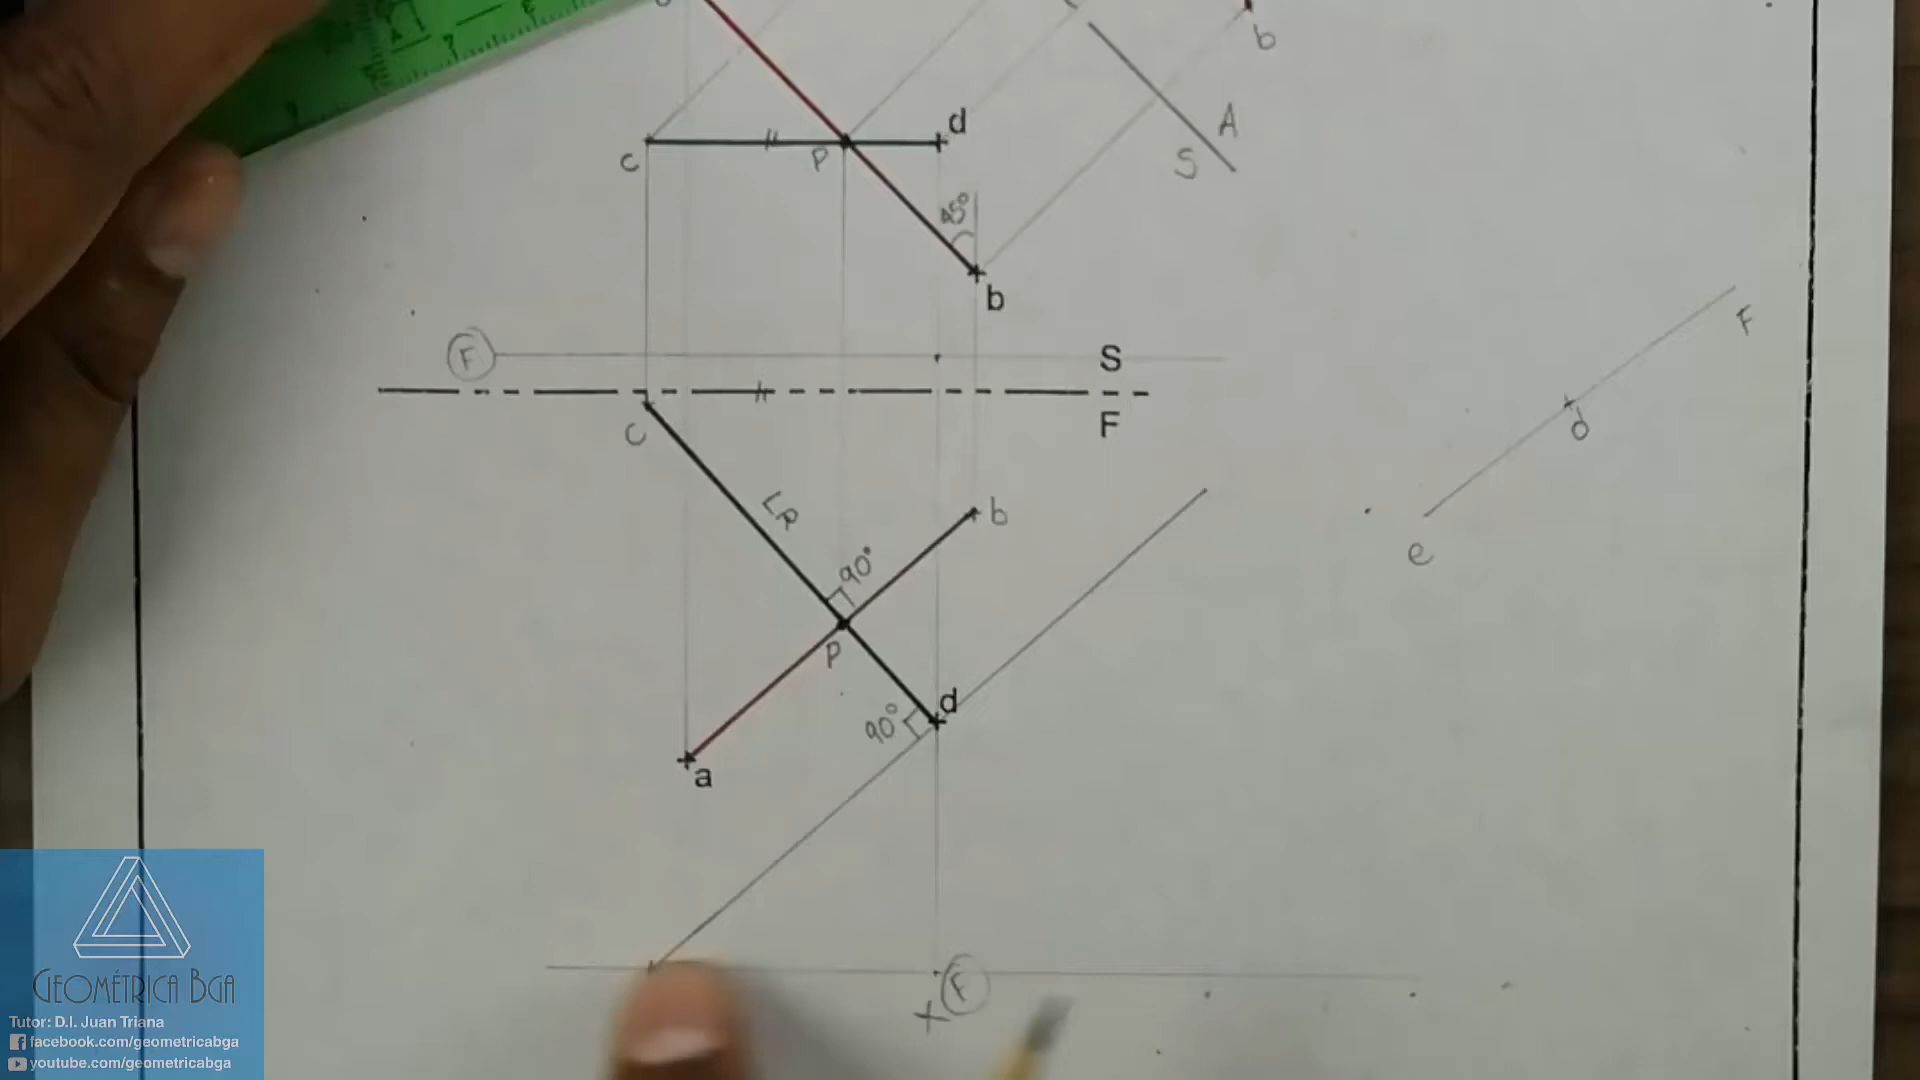 b
d
A
c
P
S
45°
b
F
S
F
c
F
d
LR
b
e
90°
P
d
90°
a
F
x
GEOMÉTRICA BGA
Tutor: D.I. Juan Triana
facebook.com/geometricabga
youtube.com/geometricabga